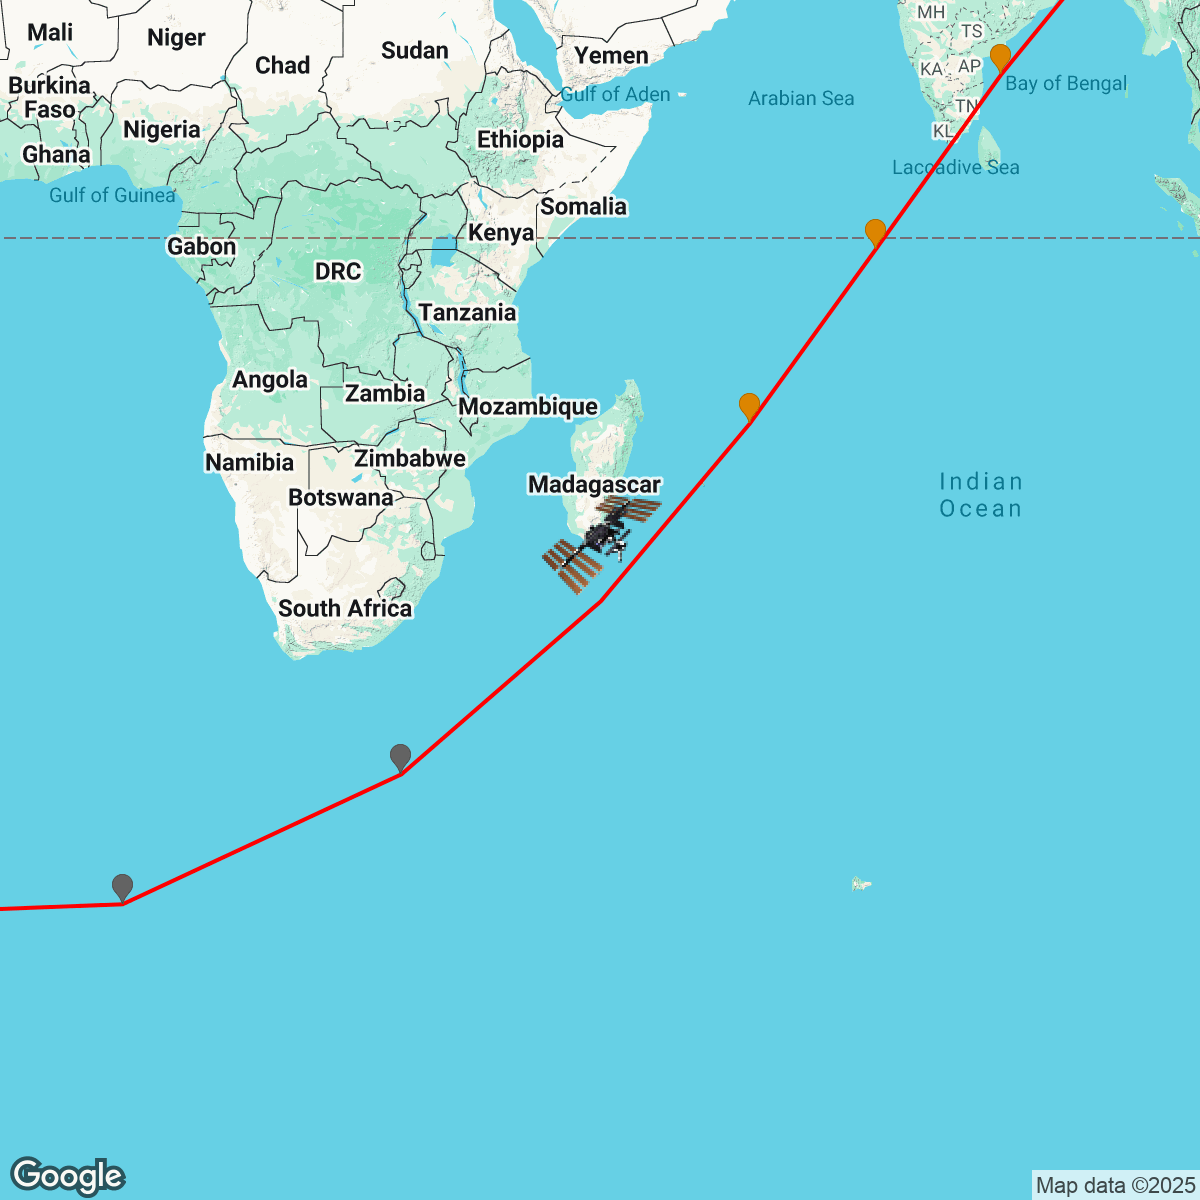 MH
TS
Mali
Niger
Sudan
Yemen
Chad
KA
AP
Burkina
Faso
Gulf of Aden
Arabian Sea
Bay of Bengal
TN
Nigeria
Ethiopia
KL
Ghana
Laccadive Sea
Gulf of Guinea
Somalia
Kenya
Gabon
DRC
Tanzania
Angola
Zambia
Mozambique
Namibia
Zimbabwe
Madagascar
Botswana
Indian
Ocean
South Africa
Google
Map data ©2025